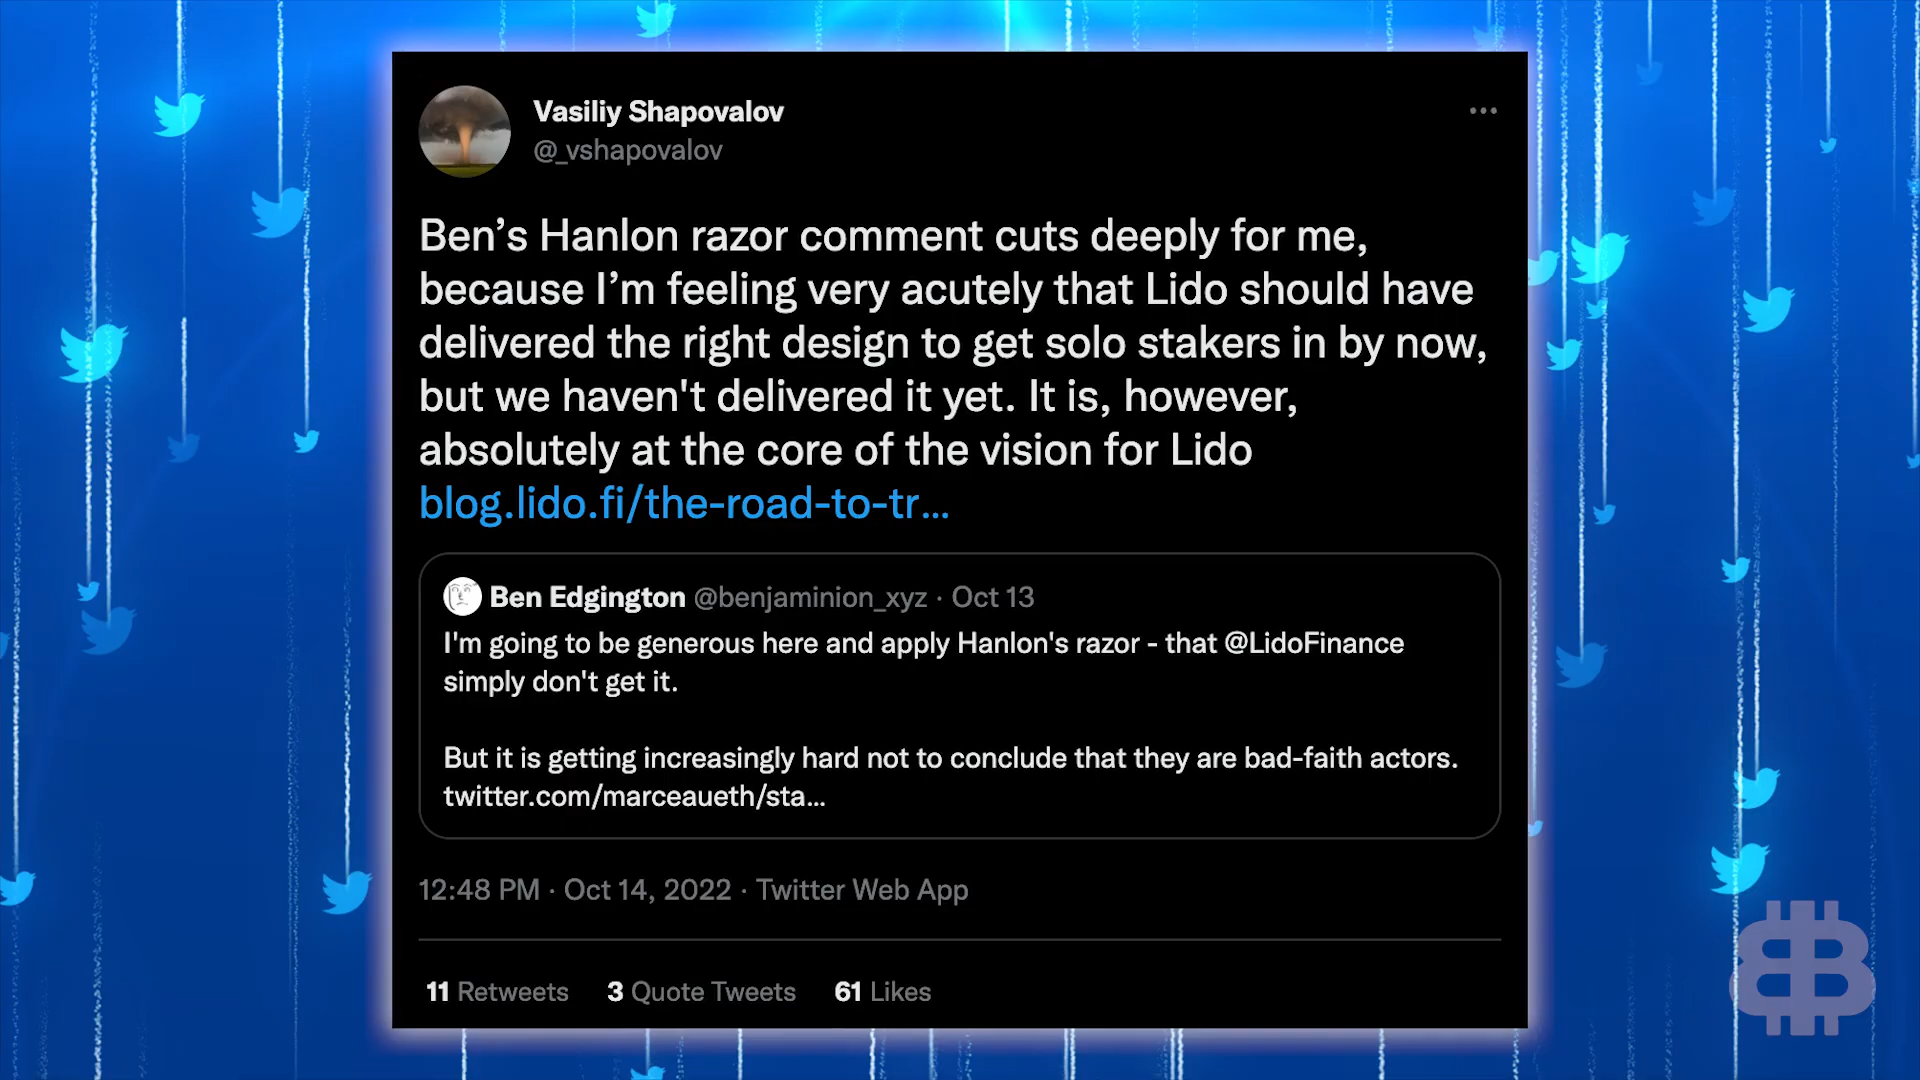 Vasiliy Shapovalov
@_vshapovalov
Ben’s Hanlon razor comment cuts deeply for me,
because I’m feeling very acutely that Lido should have
delivered the right design to get solo stakers in by now,
but we haven't delivered it yet. It is, however,
absolutely at the core of the vision for Lido
blog.lido.fi/the-road-to-tr…
Ben Edgington @benjaminion_xyz · Oct 13
I'm going to be generous here and apply Hanlon's razor - that @LidoFinance
simply don't get it.
But it is getting increasingly hard not to conclude that they are bad-faith actors.
twitter.com/marceaueth/sta…
12:48 PM · Oct 14, 2022 · Twitter Web App
11 Retweets 3 Quote Tweets 61 Likes